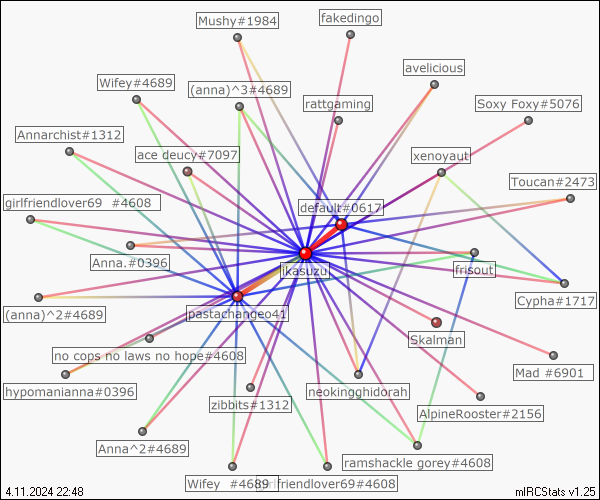 Mushy#1984
fakedingo
avelicious
Wifey#4689
(anna)^3#4689
rattgaming
Soxy Foxy#5076
Annarchist#1312
ace deucy#7097
xenoyaut
Toucan#2473
girlfriendlover69 #4608
default#0617
Anna.#0396
jkasuzu
frisout
Cypha#1717
(anna)^2#4689
pastachangeo41
Skalman
no cops no laws no hope#4608
Mad #6901
hypomanianna#0396
zibbits#1312
neokingghidorah
AlpineRooster#2156
Anna^2#4689
ramshackle gorey#4608
Wifey #4689
girlfriendlover69#4608
4.11.2024 22:48
mIRCStats v1.25